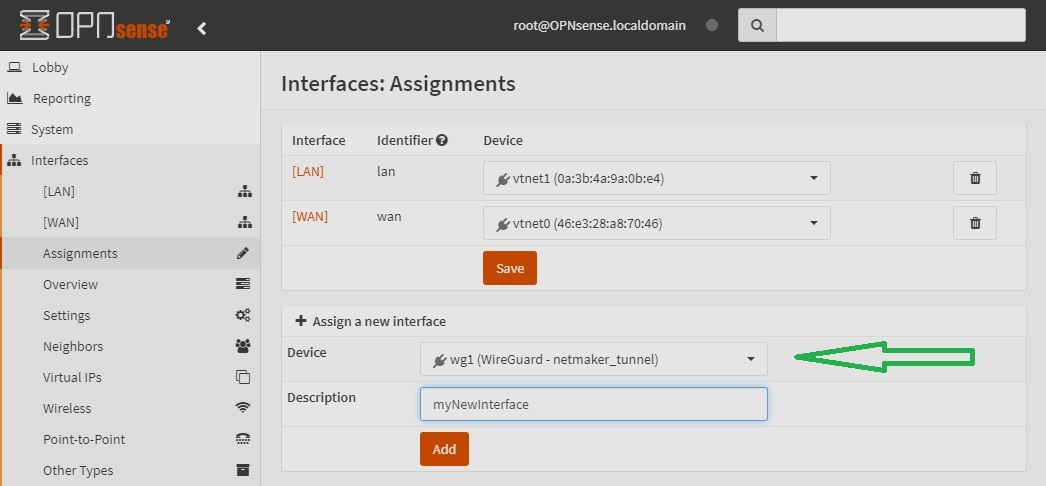 OPNsense
root@OPNsense.localdomain
Lobby
Reporting
System
Interfaces
[LAN]
[WAN]
Assignments
Overview
Settings
Neighbors
Virtual IPs
Wireless
Point-to-Point
Other Types
Interfaces: Assignments
Interface Identifier Device
[LAN] lan vtnet1 (0a:3b:4a:9a:0b:e4)
[WAN] wan vtnet0 (46:e3:28:a8:70:46)
Save
Assign a new interface
Device wg1 (WireGuard - netmaker_tunnel)
Description myNewInterface
Add